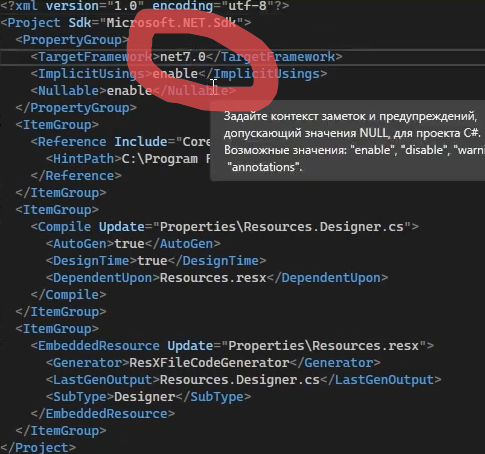 <?xml version="1.0" encoding="utf-8"?>
<Project Sdk="Microsoft.NET.Sdk">
<PropertyGroup>
<TargetFramework>net7.0</TargetFramework>
<ImplicitUsings>enable</ImplicitUsings>
<Nullable>enable</Nullable>
</PropertyGroup>
<ItemGroup>
<Reference Include="Core
<HintPath>C:\Program F
</Reference>
Задайте контекст заметок и предупреждений,
допускающий значения NULL, для проекта C#.
Возможные значения: "enable", "disable", "warni
"annotations".
</ItemGroup>
<ItemGroup>
<Compile Update="Properties\Resources.Designer.cs">
<AutoGen>true</AutoGen>
<DesignTime>true</DesignTime>
<DependentUpon>Resources.resx</DependentUpon>
</Compile>
</ItemGroup>
<ItemGroup>
<EmbeddedResource Update="Properties\Resources.resx">
<Generator>ResXFileCodeGenerator</Generator>
<LastGenOutput>Resources.Designer.cs</LastGenOutput>
<SubType>Designer</SubType>
</EmbeddedResource>
</ItemGroup>
</Project>